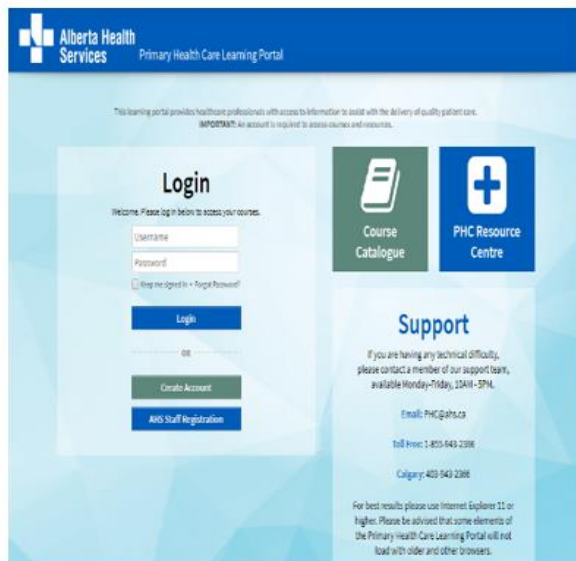 Alberta Health
Services
Primary Health Care Learning Portal
This learning portal provides healthcare professionals with access to information to assist with the delivery of quality patient care.
IMPORTANT: An account is required to access courses and resources.
Login
Welcome. Please log in below to access your courses.
Username
Password
Keep me signed in • Forgot Password?
Login
OR
Create Account
AHS Staff Registration
Course
Catalogue
PHC Resource
Centre
Support
If you are having any technical difficulty,
please contact a member of our support team,
available Monday-Friday, 10AM - 5PM.
Email: PHC@ahs.ca
Toll Free: 1-855-943-2386
Calgary: 403-943-2386
For best results please use Internet Explorer 11 or
higher. Please be advised that some elements of
the Primary Health Care Learning Portal will not
load with older and other browsers.